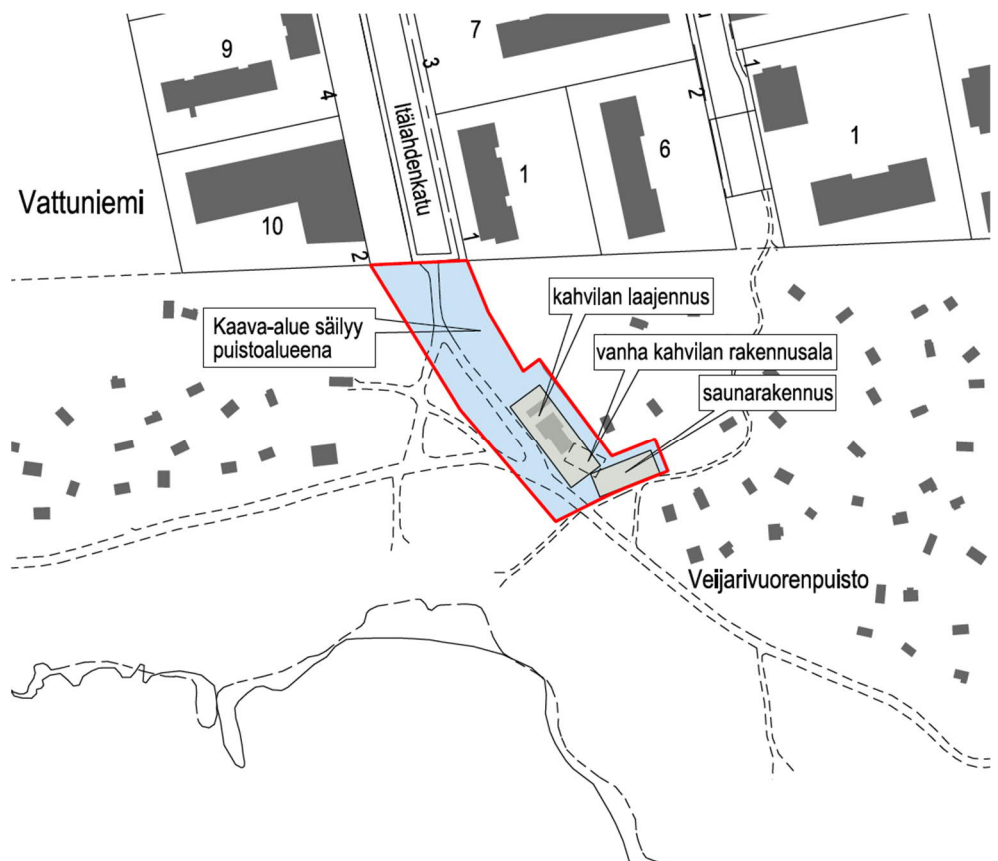 9
4
3
7
2
1
Itälahdenkatu
1
6
1
Vattuniemi
10
2
1
kahvilan laajennus
Kaava-alue säilyy
puistoalueena
vanha kahvilan rakennusala
saunarakennus
Veijarivuorenpuisto